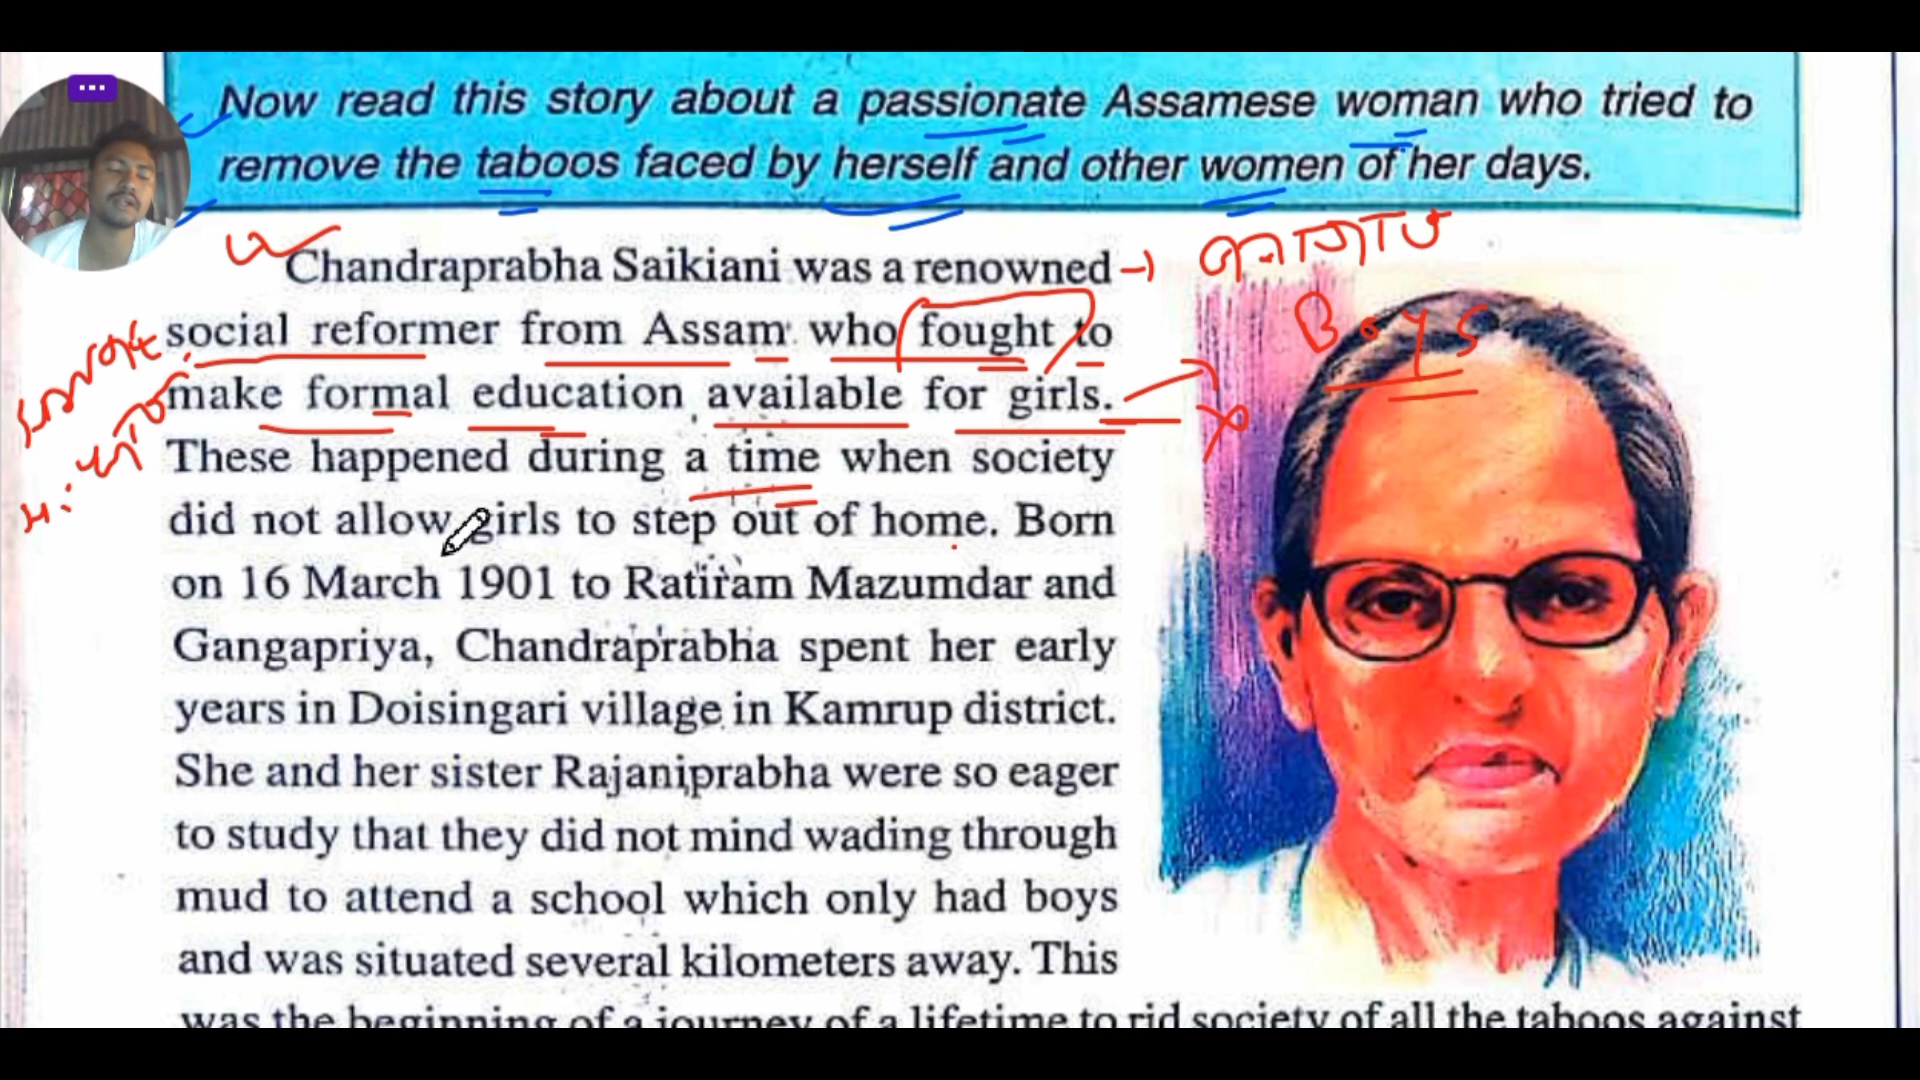 Now read this story about a passionate Assamese woman who tried to
remove the taboos faced by herself and other women of her days.
Chandraprabha Saikiani was a renowned
Boys
social reformer from Assam who fought to
make formal education available for girls.
These happened during a time when society
did not allow girls to step out of home. Born
on 16 March 1901 to Ratiram Mazumdar and
Gangapriya, Chandraprabha spent her early
years in Doisingari village in Kamrup district.
She and her sister Rajaniprabha were so eager
to study that they did not mind wading through
mud to attend a school which only had boys
and was situated several kilometers away. This
was the beginning of a journey of a lifetime to rid society of all the taboos against